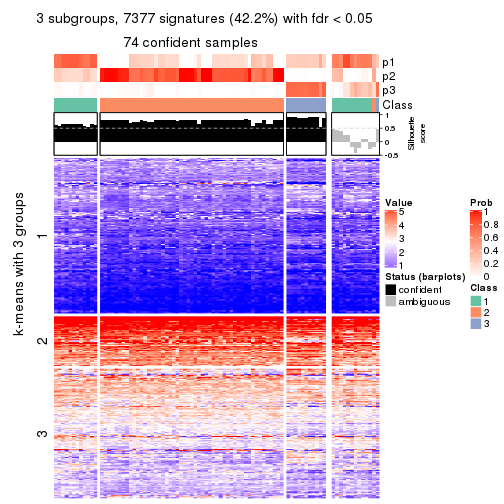 3 subgroups, 7377 signatures (42.2%) with fdr < 0.05
74 confident samples
p1
p2
p3
Class
1
0.5
0
-0.5
Silhouette
score
k-means with 3 groups
1
2
3
Value
5
4
3
2
1
Status (barplots)
confident
ambiguous
Prob
1
0.8
0.6
0.4
0.2
0
Class
1
2
3